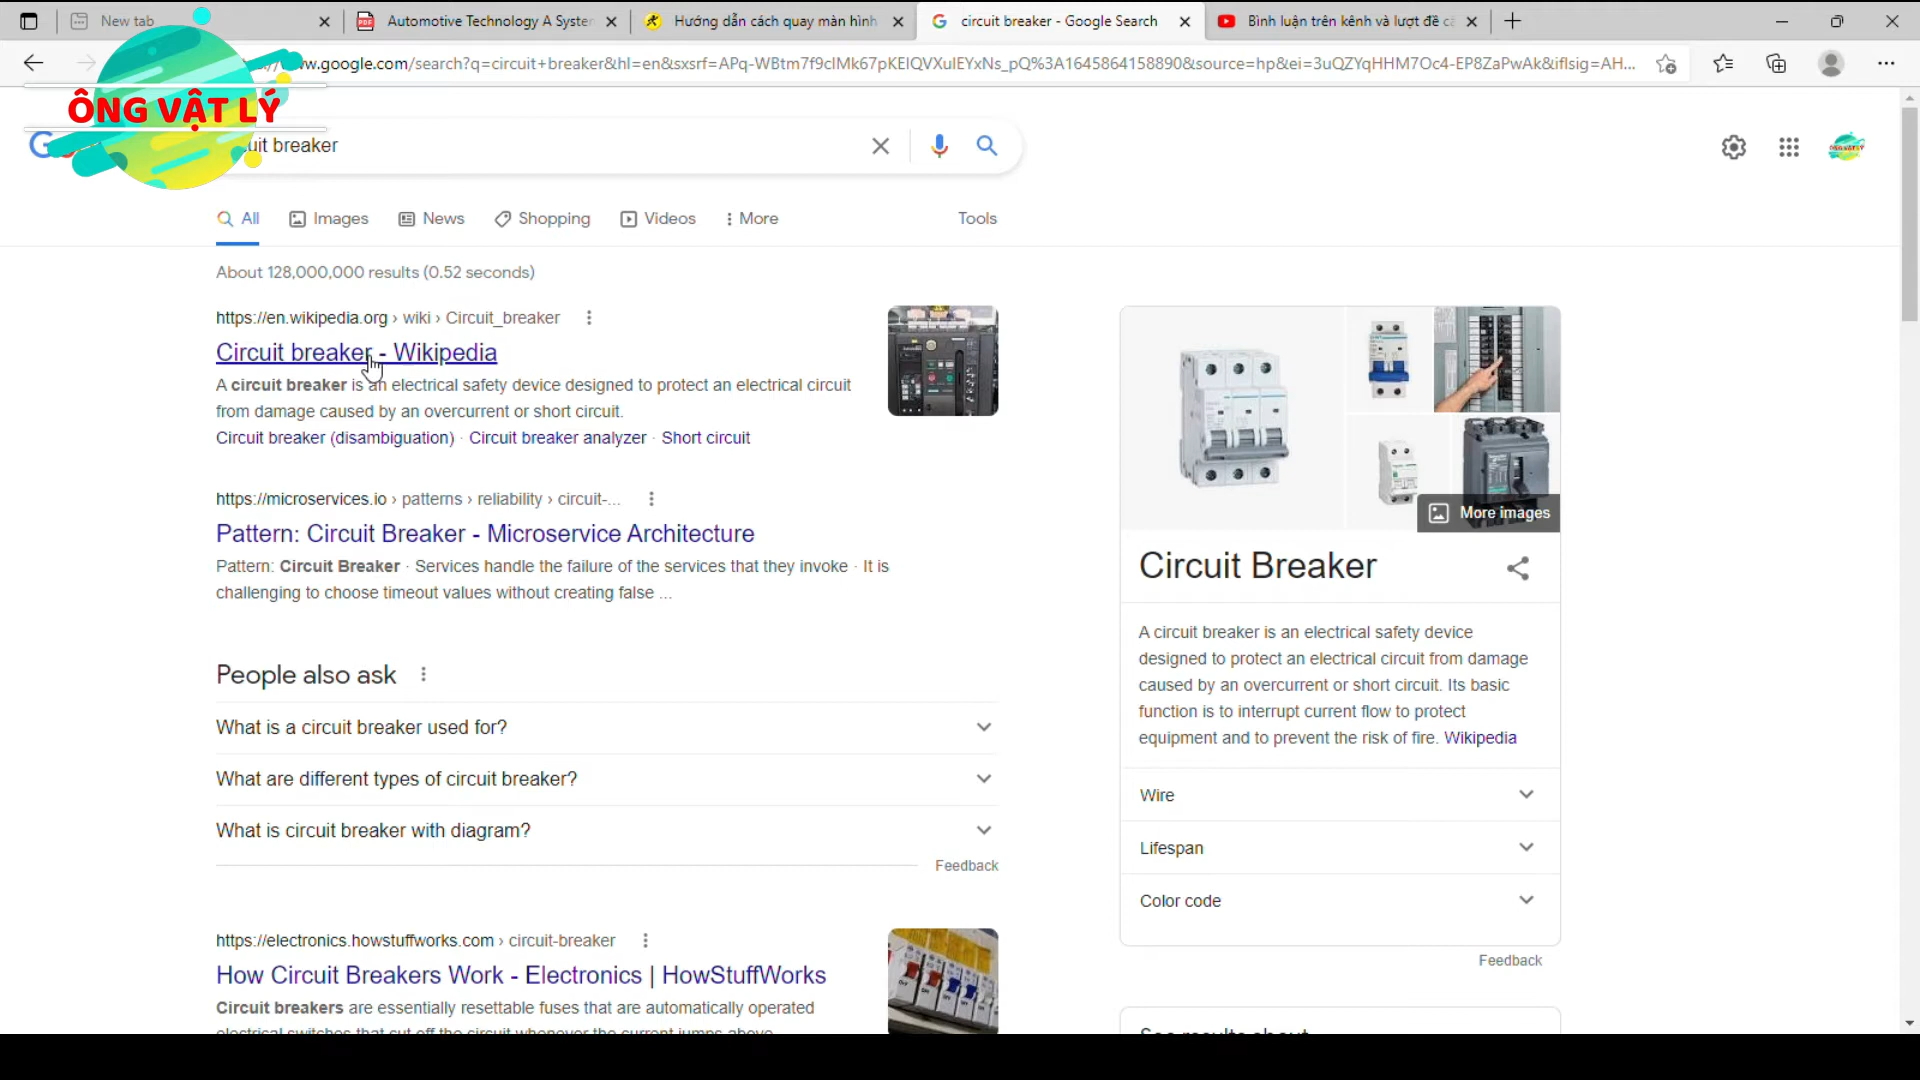 New tab
Automotive Technology A Syster
Hướng dẫn cách quay màn hình
circuit breaker - Google Search
Bình luận trên kênh và lượt đề cậ
www.google.com/search?q=circuit+breaker&hl=en&sxsrf=APq-WBtm7f9cIMk67pKEIQVXuIEYxNs_pQ%3A1645864158890&source=hp&ei=3uQZYqHHM7Oc4-EP8ZaPwAk&iflsig=AH...
ÔNG VẬT LÝ
uit breaker
All
Images
News
Shopping
Videos
More
Tools
About 128,000,000 results (0.52 seconds)
https://en.wikipedia.org › wiki › Circuit_breaker
Circuit breaker - Wikipedia
A circuit breaker is an electrical safety device designed to protect an electrical circuit
from damage caused by an overcurrent or short circuit.
Circuit breaker (disambiguation) · Circuit breaker analyzer · Short circuit
https://microservices.io › patterns › reliability › circuit-...
Pattern: Circuit Breaker - Microservice Architecture
Pattern: Circuit Breaker · Services handle the failure of the services that they invoke · It is
challenging to choose timeout values without creating false ...
People also ask
What is a circuit breaker used for?
What are different types of circuit breaker?
What is circuit breaker with diagram?
Feedback
https://electronics.howstuffworks.com › circuit-breaker
How Circuit Breakers Work - Electronics | HowStuffWorks
Circuit breakers are essentially resettable fuses that are automatically operated
electrical switches that cut off the circuit whenever the current jumps above
More images
Circuit Breaker
A circuit breaker is an electrical safety device
designed to protect an electrical circuit from damage
caused by an overcurrent or short circuit. Its basic
function is to interrupt current flow to protect
equipment and to prevent the risk of fire. Wikipedia
Wire
Lifespan
Color code
Feedback
See results about